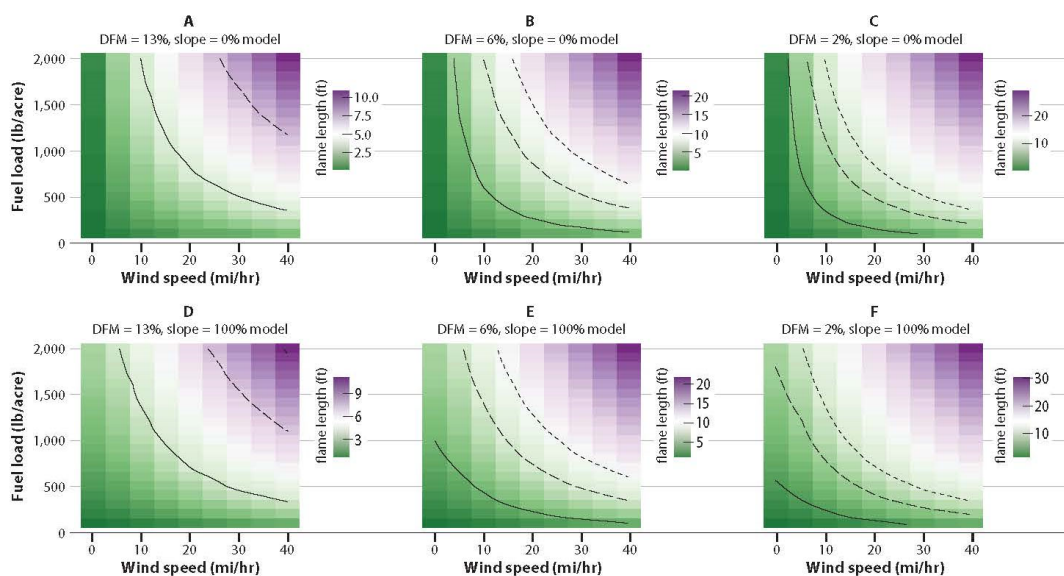 A
DFM = 13%, slope = 0% model
B
DFM = 6%, slope = 0% model
C
DFM = 2%, slope = 0% model
Fuel load (lb/acre)
2,000
1,500
1,000
500
0
0 10 20 30 40
Wind speed (mi/hr)
flame length (ft)
10.0
7.5
5.0
2.5
0 10 20 30 40
Wind speed (mi/hr)
flame length (ft)
20
15
10
5
0 10 20 30 40
Wind speed (mi/hr)
flame length (ft)
20
10
D
DFM = 13%, slope = 100% model
E
DFM = 6%, slope = 100% model
F
DFM = 2%, slope = 100% model
Fuel load (lb/acre)
2,000
1,500
1,000
500
0
0 10 20 30 40
Wind speed (mi/hr)
flame length (ft)
9
6
3
0 10 20 30 40
Wind speed (mi/hr)
flame length (ft)
20
15
10
5
0 10 20 30 40
Wind speed (mi/hr)
flame length (ft)
30
20
10